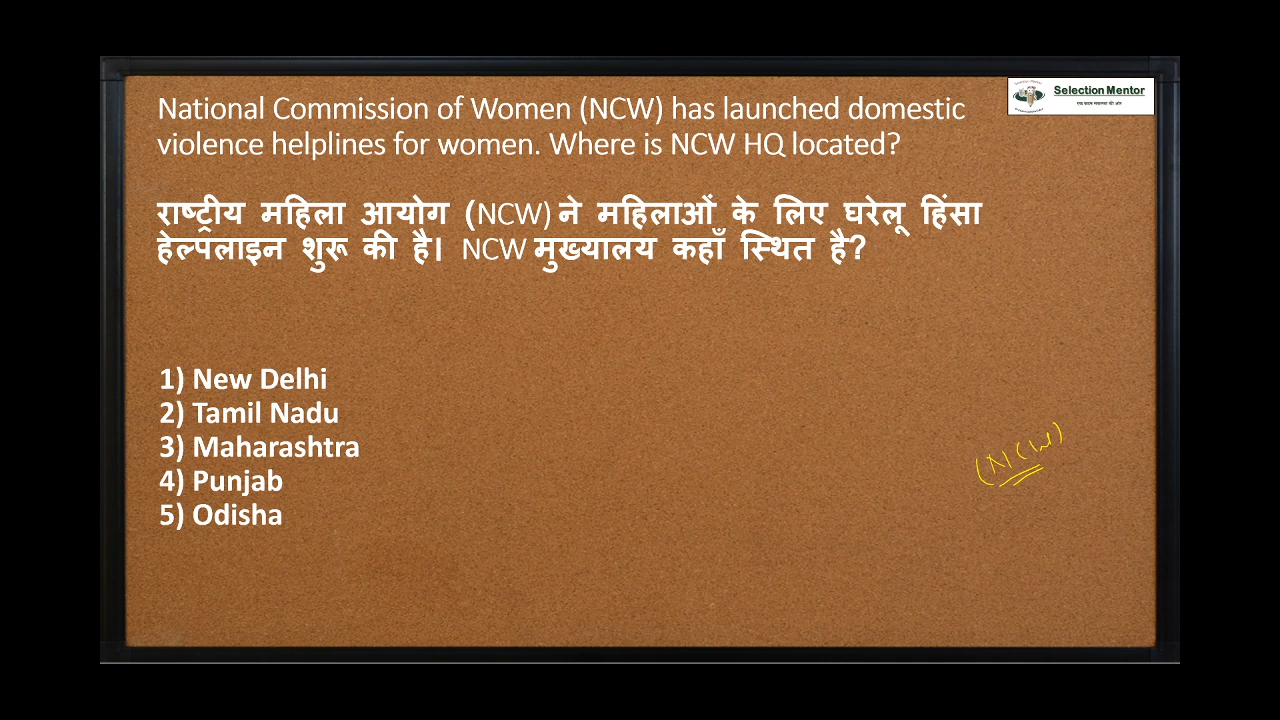 National Commission of Women (NCW) has launched domestic
violence helplines for women. Where is NCW HQ located?
राष्ट्रीय महिला आयोग (NCW) ने महिलाओं के लिए घरेलू हिंसा
हेल्पलाइन शुरू की है। NCW मुख्यालय कहाँ स्थित है?
1) New Delhi
2) Tamil Nadu
3) Maharashtra
4) Punjab
5) Odisha
Selection Mentor
(NCW)